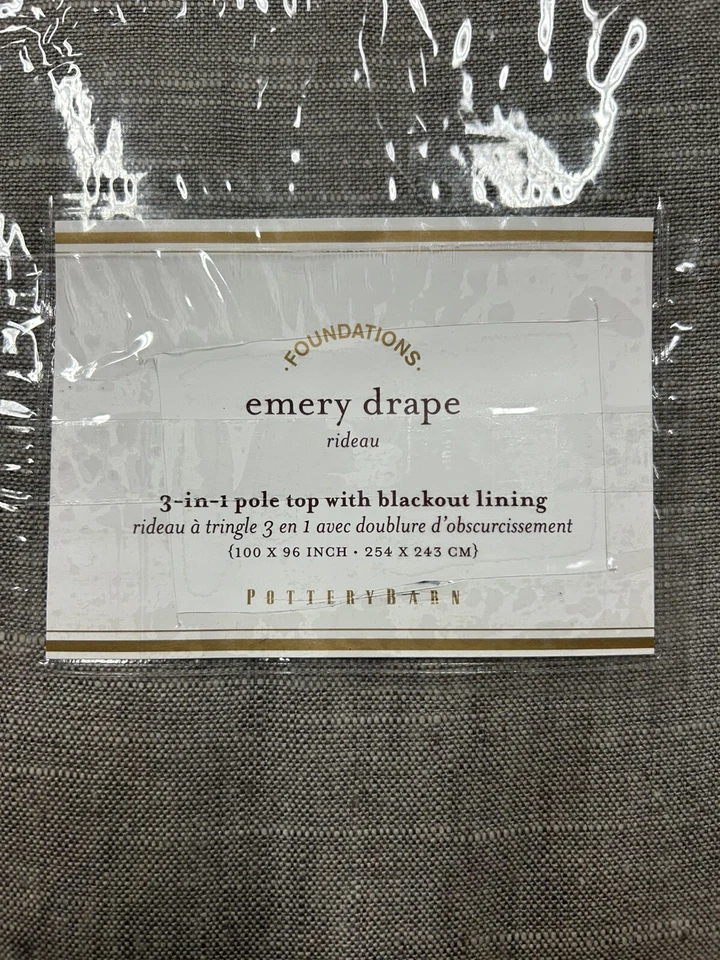 ·FOUNDATIONS·
emery drape
rideau
3-in-1 pole top with blackout lining
rideau à tringle 3 en 1 avec doublure d'obscurcissement
{100 X 96 INCH · 254 X 243 CM}
POTTERYBARN